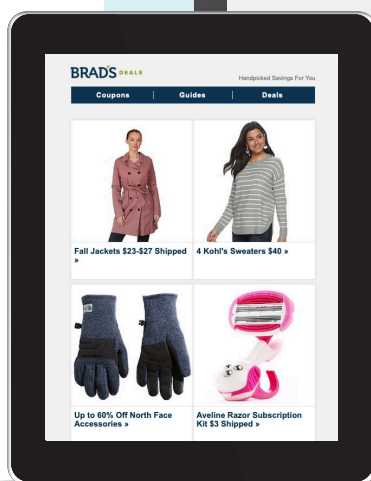 BRAD'S DEALS
Handpicked Savings For You
Coupons | Guides | Deals
Fall Jackets $23-$27 Shipped
»
4 Kohl's Sweaters $40 »
Up to 60% Off North Face
Accessories »
Aveline Razor Subscription
Kit $3 Shipped »